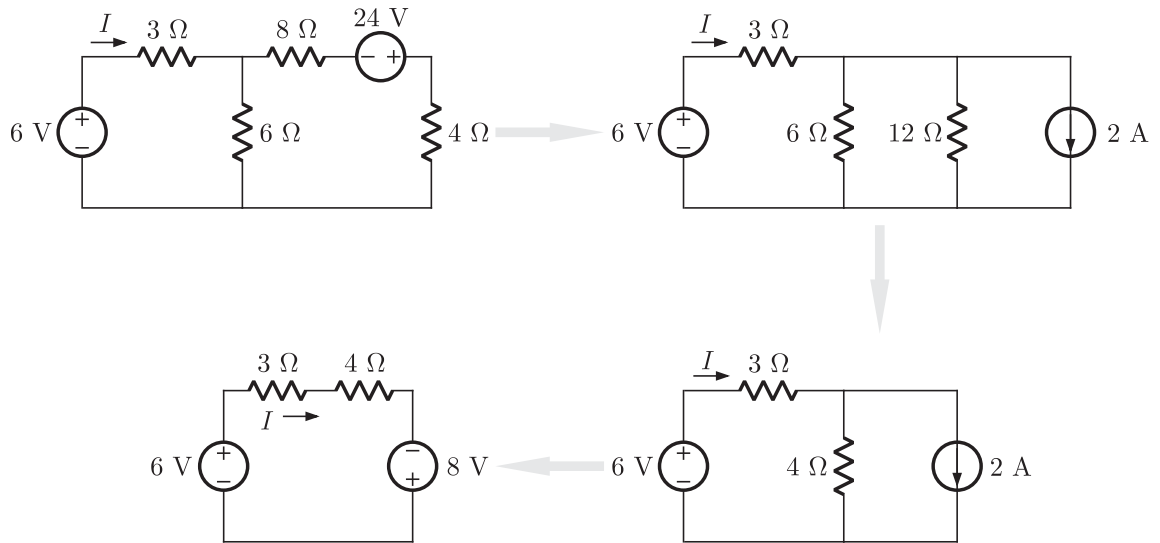 I 3 Ω 8 Ω 24 V
− +
6 V + − 6 Ω 4 Ω
I 3 Ω
6 V + − 6 Ω 12 Ω 2 A
3 Ω 4 Ω
I
6 V + − − + 8 V
I 3 Ω
6 V + − 4 Ω 2 A